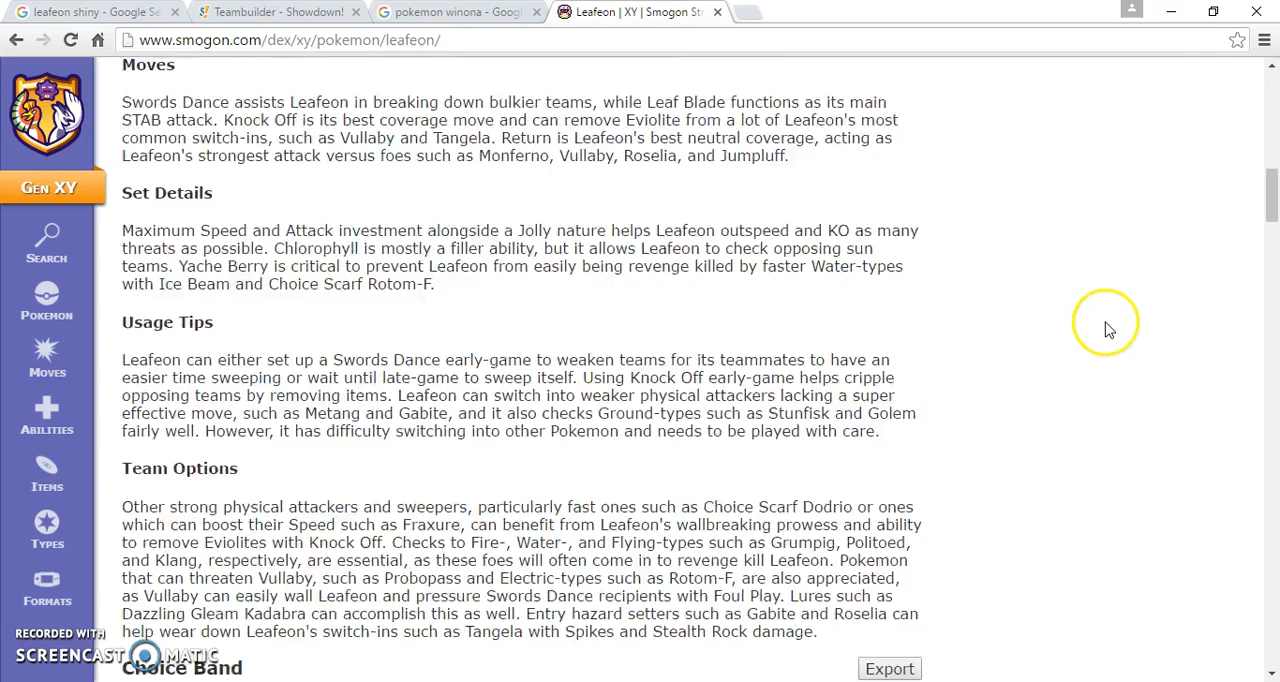 leafeon shiny - Google Se
Teambuilder - Showdown!
pokemon winona - Googl
Leafeon | XY | Smogon Str
www.smogon.com/dex/xy/pokemon/leafeon/
Moves
Swords Dance assists Leafeon in breaking down bulkier teams, while Leaf Blade functions as its main
STAB attack. Knock Off is its best coverage move and can remove Eviolite from a lot of Leafeon's most
common switch-ins, such as Vullaby and Tangela. Return is Leafeon's best neutral coverage, acting as
Leafeon's strongest attack versus foes such as Monferno, Vullaby, Roselia, and Jumpluff.
GEN XY
Set Details
Maximum Speed and Attack investment alongside a Jolly nature helps Leafeon outspeed and KO as many
threats as possible. Chlorophyll is mostly a filler ability, but it allows Leafeon to check opposing sun
teams. Yache Berry is critical to prevent Leafeon from easily being revenge killed by faster Water-types
with Ice Beam and Choice Scarf Rotom-F.
SEARCH
POKEMON
Usage Tips
Leafeon can either set up a Swords Dance early-game to weaken teams for its teammates to have an
easier time sweeping or wait until late-game to sweep itself. Using Knock Off early-game helps cripple
opposing teams by removing items. Leafeon can switch into weaker physical attackers lacking a super
effective move, such as Metang and Gabite, and it also checks Ground-types such as Stunfisk and Golem
fairly well. However, it has difficulty switching into other Pokemon and needs to be played with care.
MOVES
ABILITIES
Team Options
ITEMS
Other strong physical attackers and sweepers, particularly fast ones such as Choice Scarf Dodrio or ones
which can boost their Speed such as Fraxure, can benefit from Leafeon's wallbreaking prowess and ability
to remove Eviolites with Knock Off. Checks to Fire-, Water-, and Flying-types such as Grumpig, Politoed,
and Klang, respectively, are essential, as these foes will often come in to revenge kill Leafeon. Pokemon
that can threaten Vullaby, such as Probopass and Electric-types such as Rotom-F, are also appreciated,
as Vullaby can easily wall Leafeon and pressure Swords Dance recipients with Foul Play. Lures such as
Dazzling Gleam Kadabra can accomplish this as well. Entry hazard setters such as Gabite and Roselia can
help wear down Leafeon's switch-ins such as Tangela with Spikes and Stealth Rock damage.
TYPES
FORMATS
RECORDED WITH
SCREENCAST MATIC
Choice Band
Export